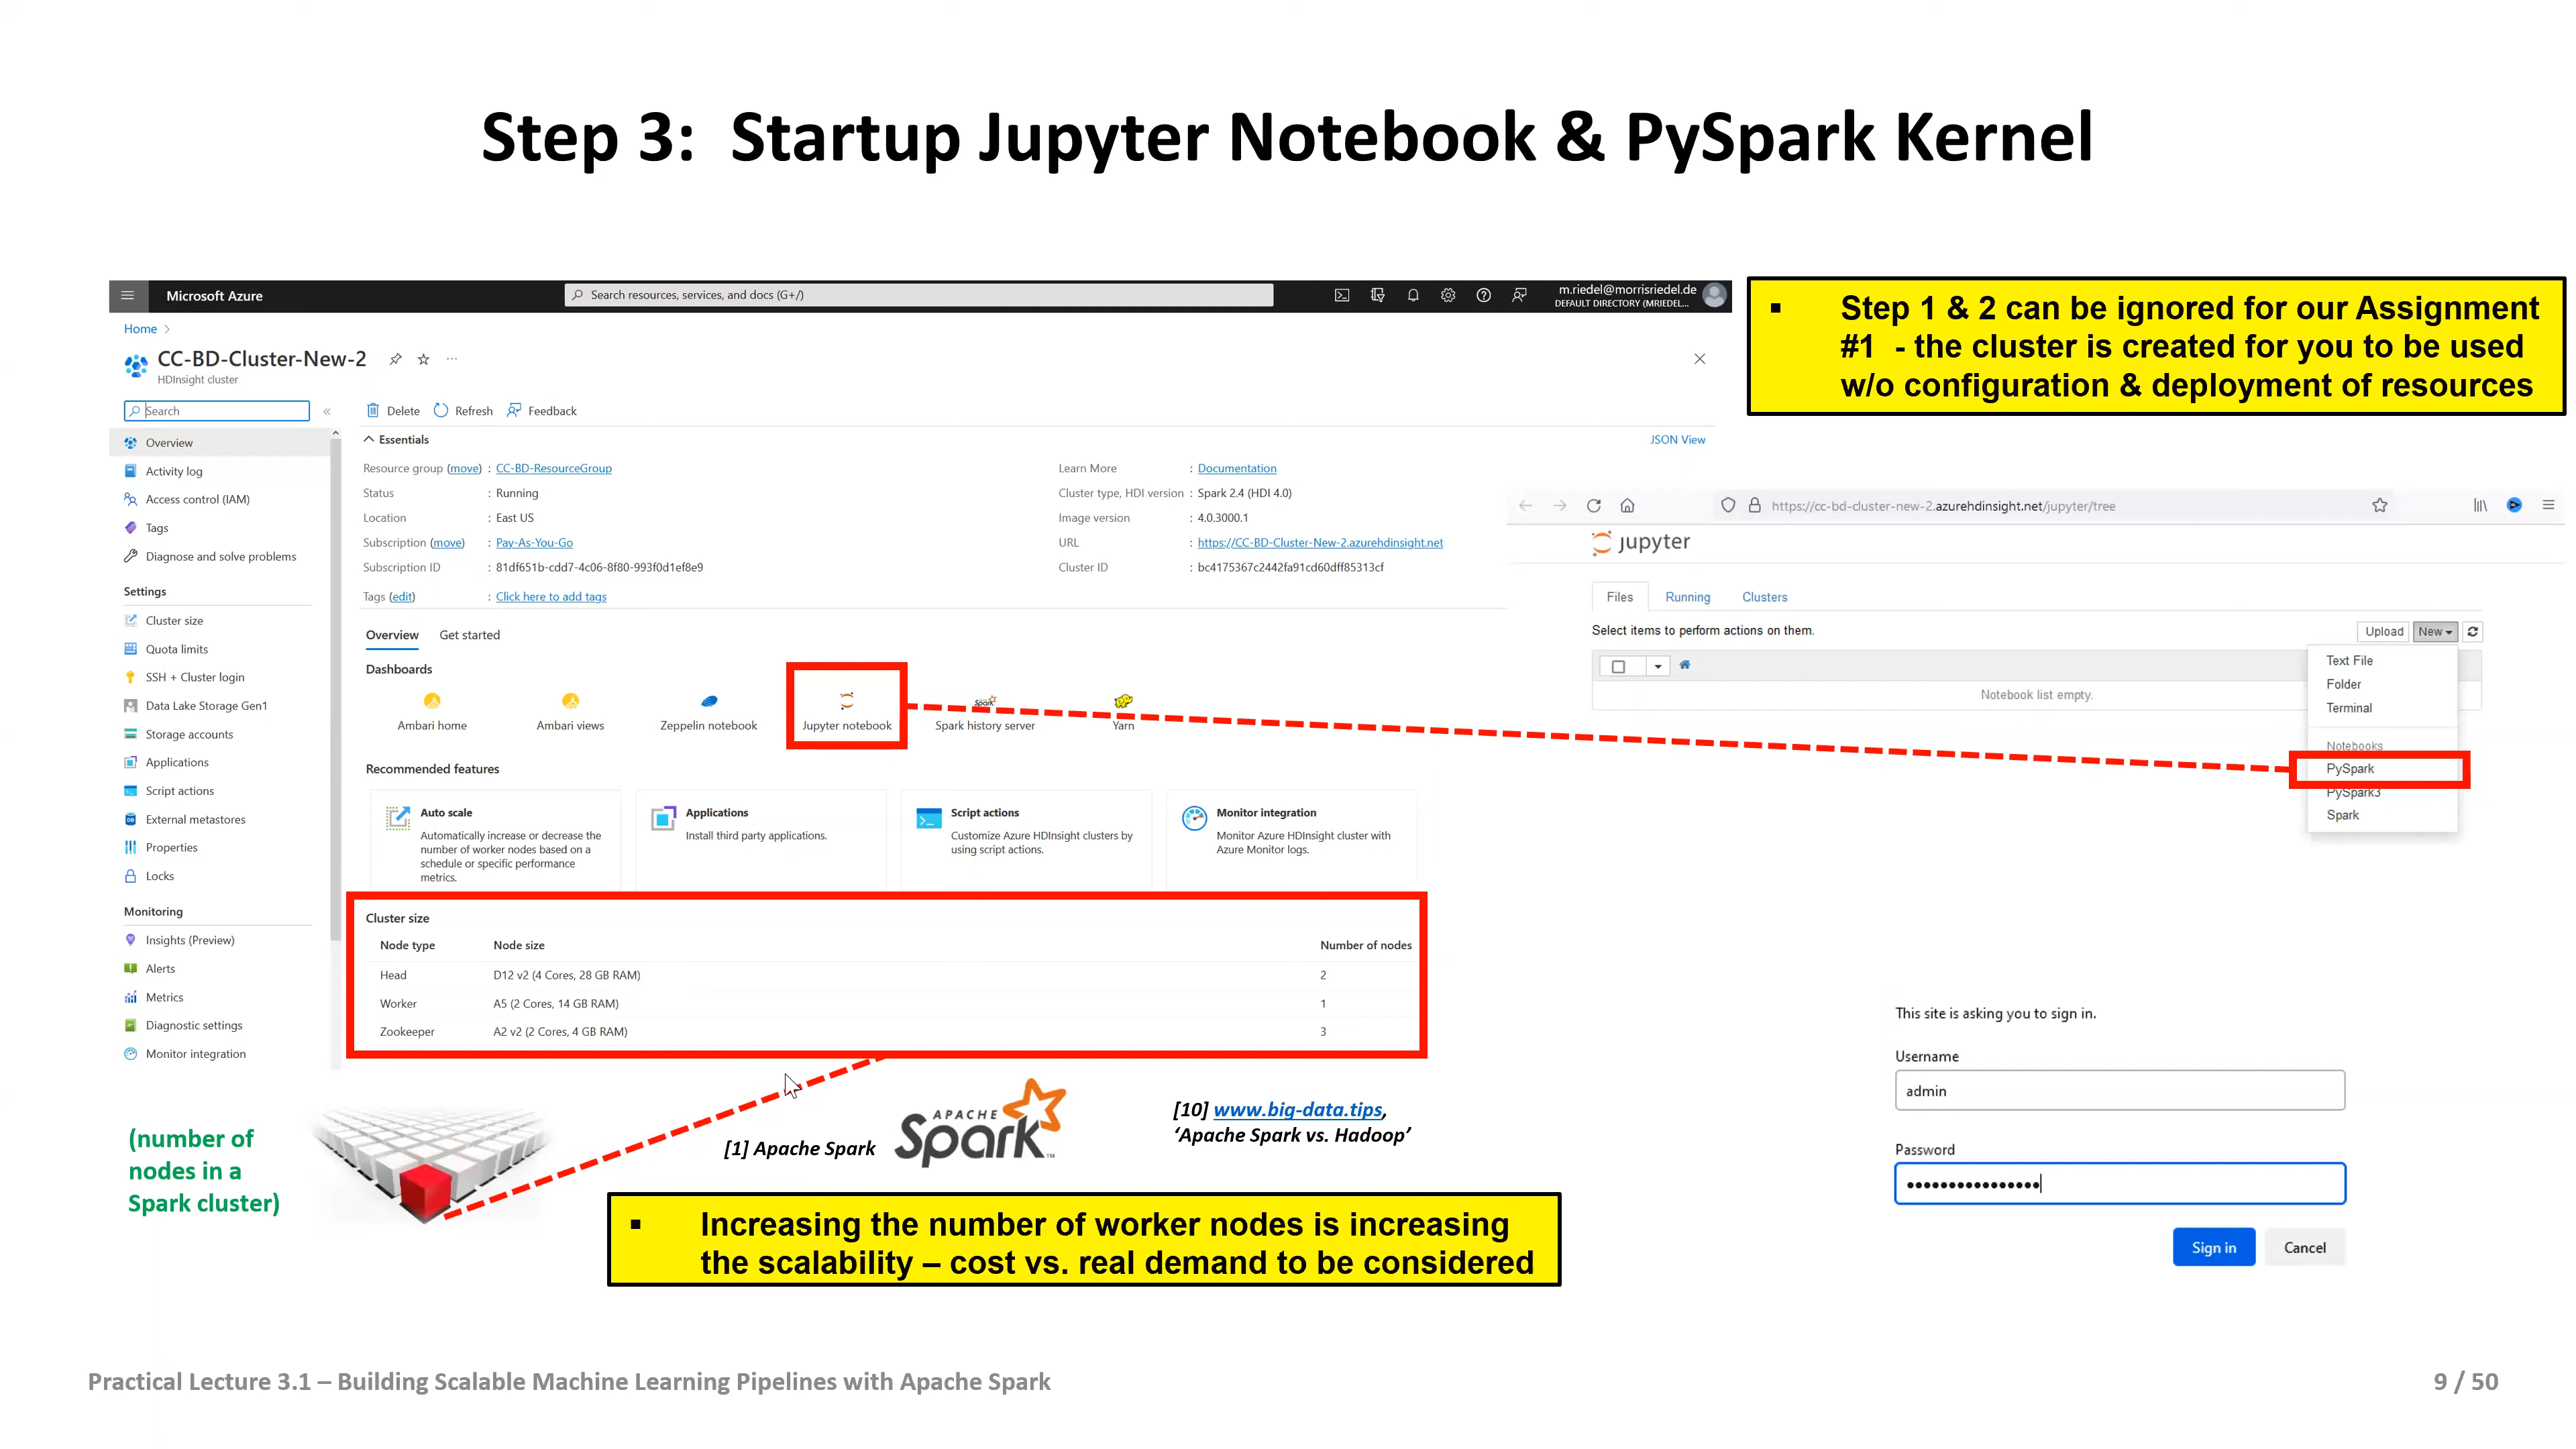 Step 3: Startup Jupyter Notebook & PySpark Kernel
Microsoft Azure
Search resources, services, and docs (G+/)
m.riedel@morrisriedel.de
DEFAULT DIRECTORY (MRIEDEL...
Home
CC-BD-Cluster-New-2
HDInsight cluster
Search
Delete
Refresh
Feedback
Overview
Activity log
Access control (IAM)
Tags
Diagnose and solve problems
Settings
Cluster size
Quota limits
SSH + Cluster login
Data Lake Storage Gen1
Storage accounts
Applications
Script actions
External metastores
Properties
Locks
Monitoring
Insights (Preview)
Alerts
Metrics
Diagnostic settings
Monitor integration
Essentials
JSON View
Resource group (move) : CC-BD-ResourceGroup
Status : Running
Location : East US
Subscription (move) : Pay-As-You-Go
Subscription ID : 81df651b-cdd7-4c06-8f80-993f0d1ef8e9
Tags (edit) : Click here to add tags
Learn More : Documentation
Cluster type, HDI version : Spark 2.4 (HDI 4.0)
Image version : 4.0.3000.1
URL : https://CC-BD-Cluster-New-2.azurehdinsight.net
Cluster ID : bc4175367c2442fa91cd60dff85313cf
Overview Get started
Dashboards
Ambari home
Ambari views
Zeppelin notebook
Jupyter notebook
Spark history server
Yarn
Recommended features
Auto scale
Automatically increase or decrease the
number of worker nodes based on a
schedule or specific performance
metrics.
Applications
Install third party applications.
Script actions
Customize Azure HDInsight clusters by
using script actions.
Monitor integration
Monitor Azure HDInsight cluster with
Azure Monitor logs.
Cluster size
Node type Node size Number of nodes
Head D12 v2 (4 Cores, 28 GB RAM) 2
Worker A5 (2 Cores, 14 GB RAM) 1
Zookeeper A2 v2 (2 Cores, 4 GB RAM) 3
Step 1 & 2 can be ignored for our Assignment
#1 - the cluster is created for you to be used
w/o configuration & deployment of resources
https://cc-bd-cluster-new-2.azurehdinsight.net/jupyter/tree
jupyter
Files Running Clusters
Select items to perform actions on them.
Upload New
Notebook list empty.
Text File
Folder
Terminal
Notebooks
PySpark
PySpark3
Spark
This site is asking you to sign in.
Username
admin
Password
Sign in Cancel
(number of
nodes in a
Spark cluster)
[1] Apache Spark
APACHE
Spark
TM
[10] www.big-data.tips,
‘Apache Spark vs. Hadoop’
Increasing the number of worker nodes is increasing
the scalability – cost vs. real demand to be considered
Practical Lecture 3.1 – Building Scalable Machine Learning Pipelines with Apache Spark
9 / 50